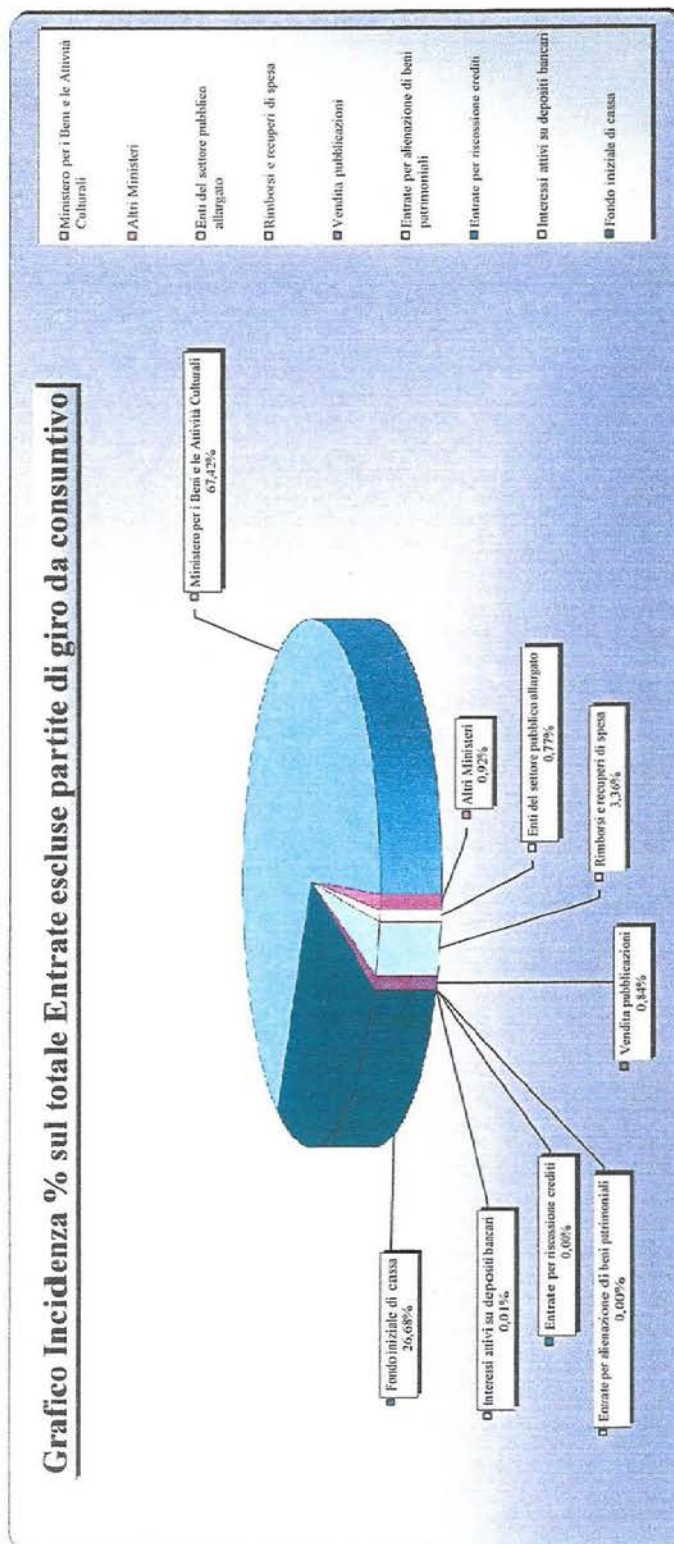 Grafico Incidenza % sul totale Entrate escluse partite di giro da consuntivo
Ministero per i Beni e le Attività Culturali
67,42%
Altri Ministeri
0,92%
Enti del settore pubblico allargato
0,77%
Rimborsi e recuperi di spesa
3,36%
Vendita pubblicazioni
0,84%
Entrate per alienazione di beni patrimoniali
0,00%
Entrate per riscossione crediti
0,00%
Interessi attivi su depositi bancari
0,01%
Fondo iniziale di cassa
26,68%
Ministero per i Beni e le Attività
Culturali
Altri Ministeri
Enti del settore pubblico
allargato
Rimborsi e recuperi di spesa
Vendita pubblicazioni
Entrate per alienazione di beni
patrimoniali
Entrate per riscossione crediti
Interessi attivi su depositi bancari
Fondo iniziale di cassa